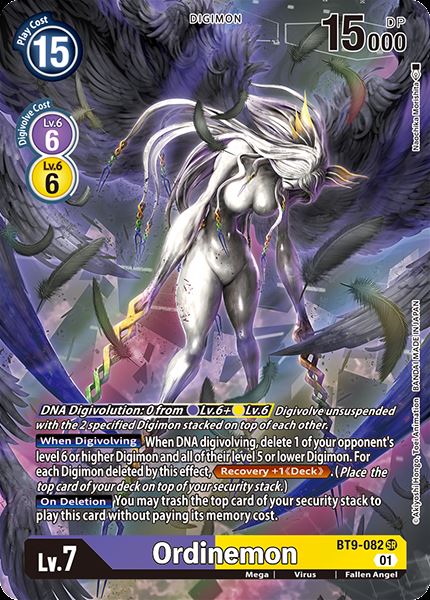 Play Cost
15
DIGIMON
15000
DP
Digivolve Cost
Lv.6
6
Lv.6
6
Naochika Morishita
©Akiyoshi Hongo, Toei Animation BANDAI MADE IN JAPAN
DNA Digivolution: 0 from Lv.6+ Lv.6 Digivolve unsuspended
with the 2 specified Digimon stacked on top of each other.
When Digivolving When DNA digivolving, delete 1 of your opponent's
level 6 or higher Digimon and all of their level 5 or lower Digimon. For
each Digimon deleted by this effect, Recovery +1《Deck》. (Place the
top card of your deck on top of your security stack.)
On Deletion You may trash the top card of your security stack to
play this card without paying its memory cost.
Lv.7
Ordinemon
BT9-082 SR
01
Mega | Virus | Fallen Angel